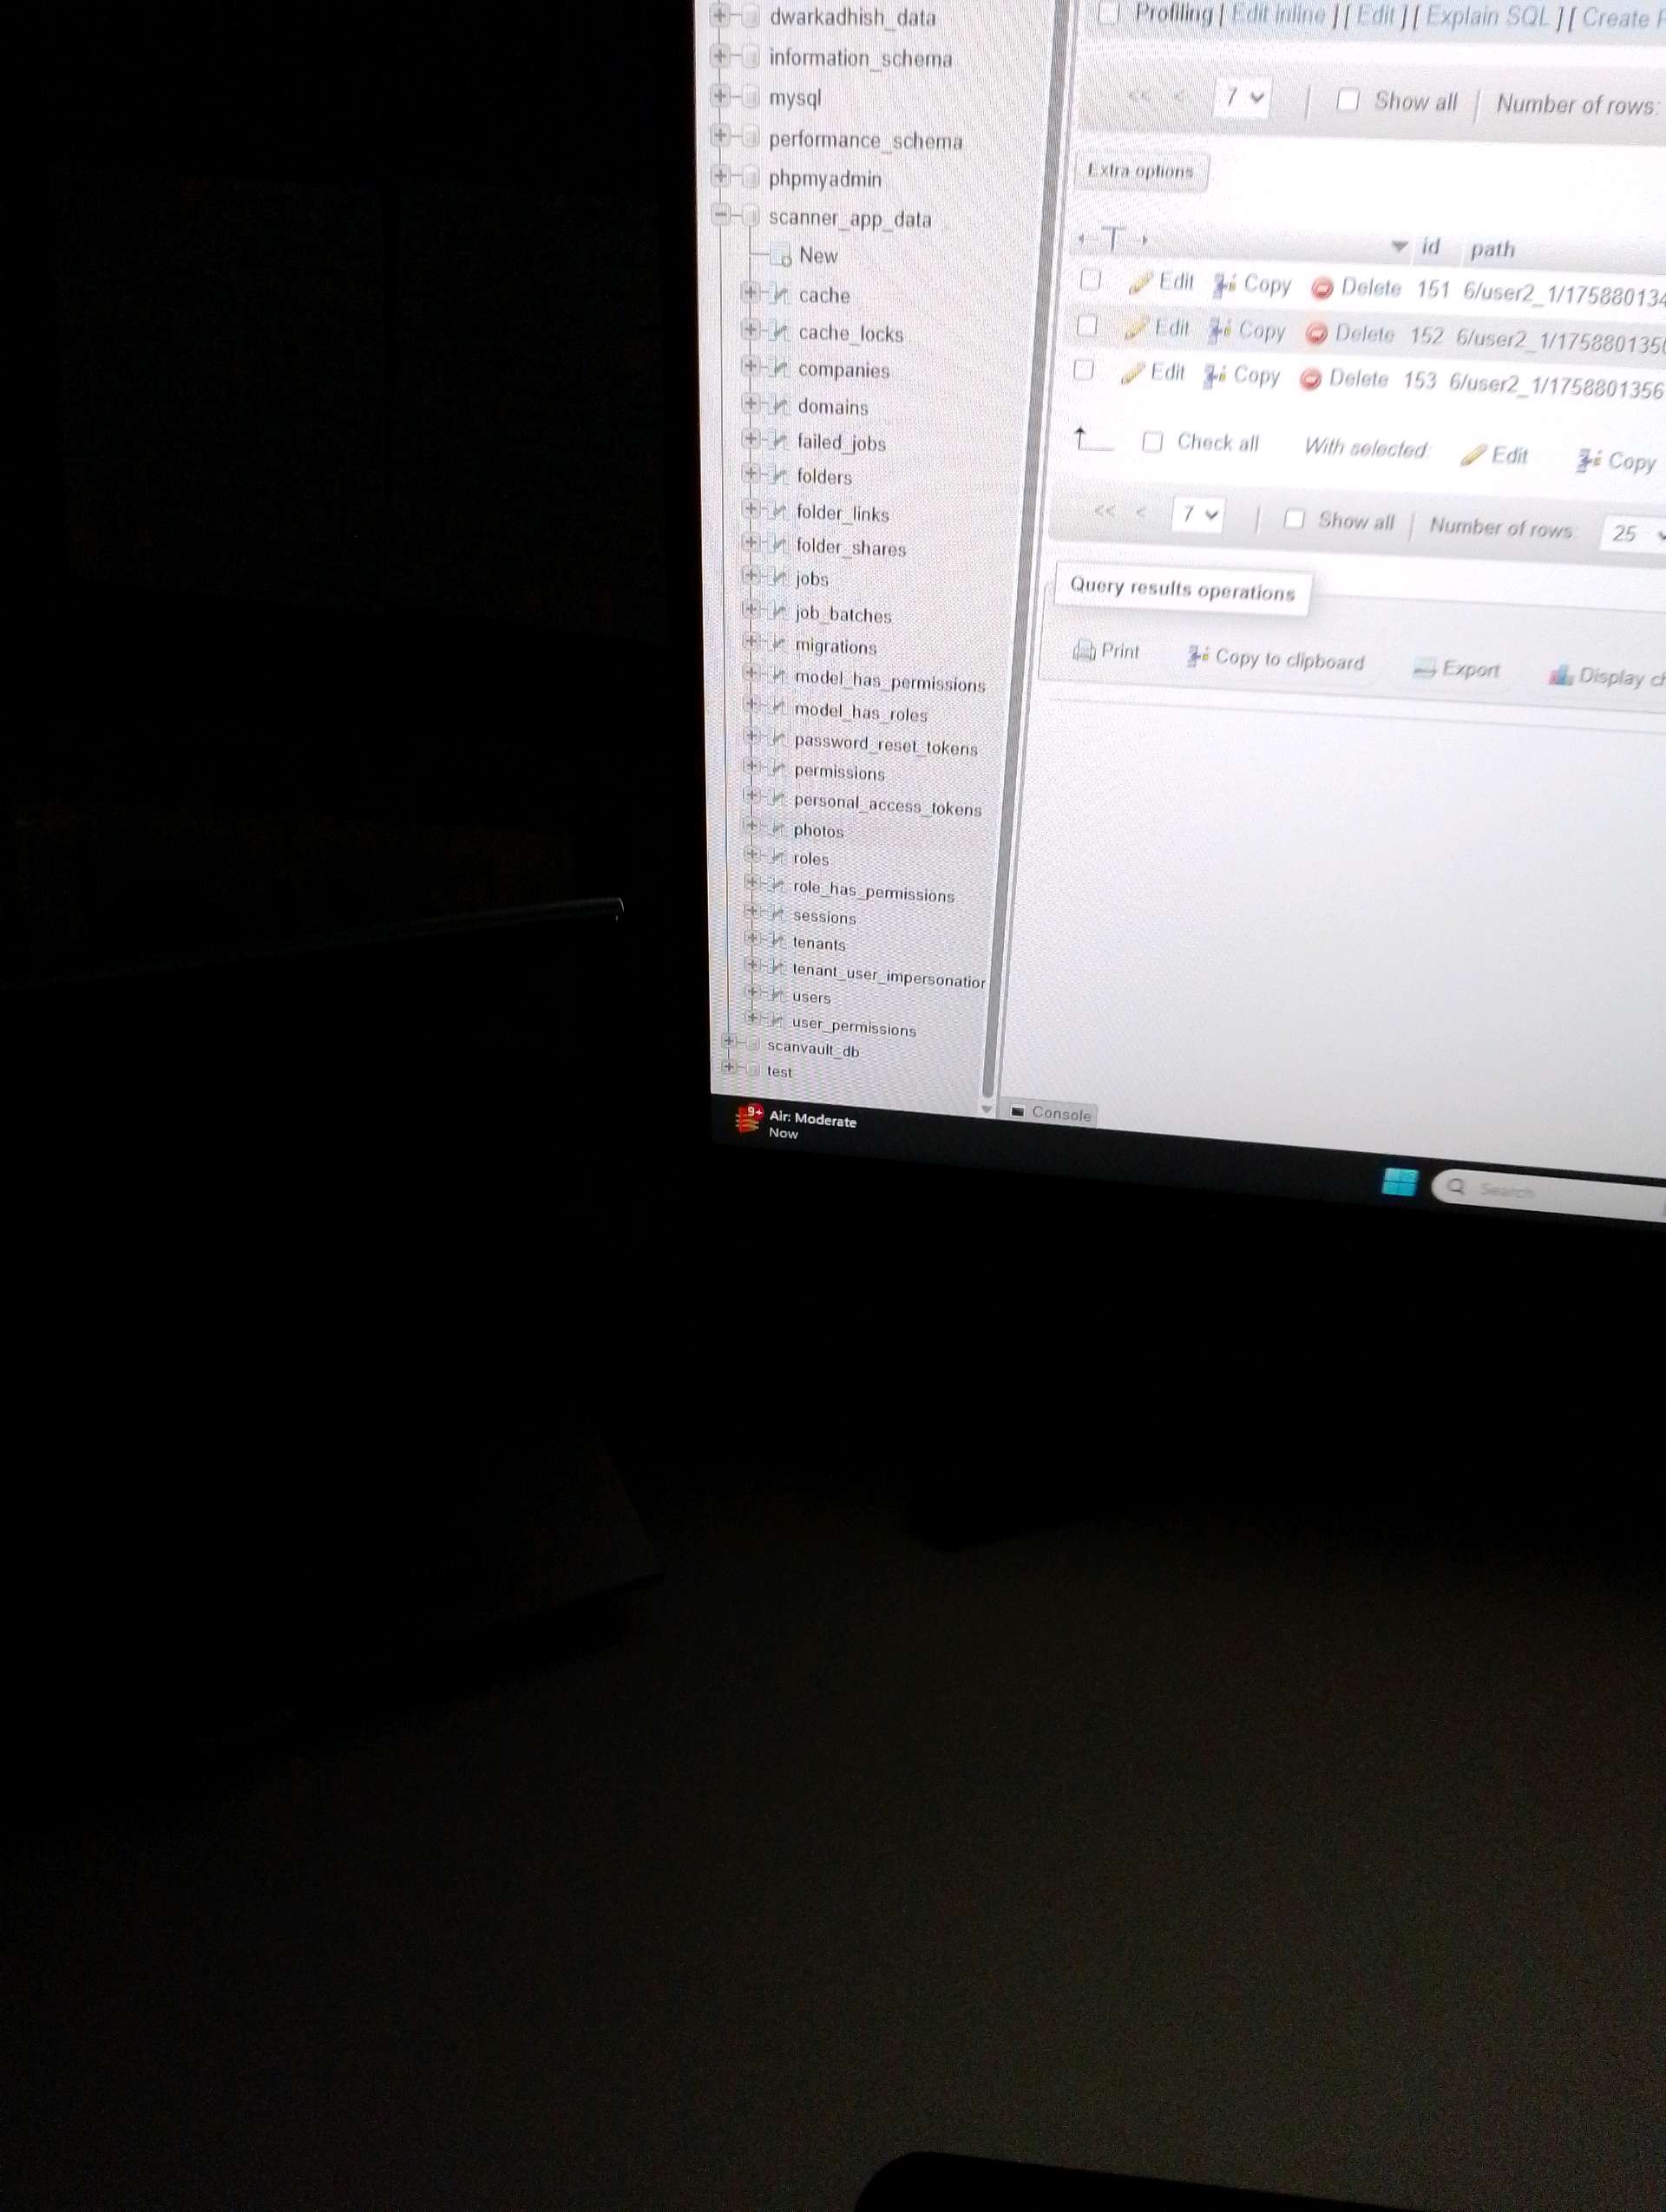 dwarkadhish_data
information_schema
mysql
performance_schema
phpmyadmin
scanner_app_data
New
cache
cache_locks
companies
domains
failed_jobs
folders
folder_links
folder_shares
jobs
job_batches
migrations
model_has_permissions
model_has_roles
password_reset_tokens
permissions
personal_access_tokens
photos
roles
role_has_permissions
sessions
tenants
tenant_user_impersonation
users
user_permissions
scanvault_db
test
Profiling [ Edit inline ] [ Edit ] [ Explain SQL ] [ Create
<< < 7 Show all Number of rows:
Extra options
id path
Edit Copy Delete 151 6/user2_1/175880134
Edit Copy Delete 152 6/user2_1/175880135
Edit Copy Delete 153 6/user2_1/1758801356
Check all With selected: Edit Copy
<< < 7 Show all Number of rows: 25
Query results operations
Print Copy to clipboard Export Display
Console
9+
Air: Moderate
Now
Search